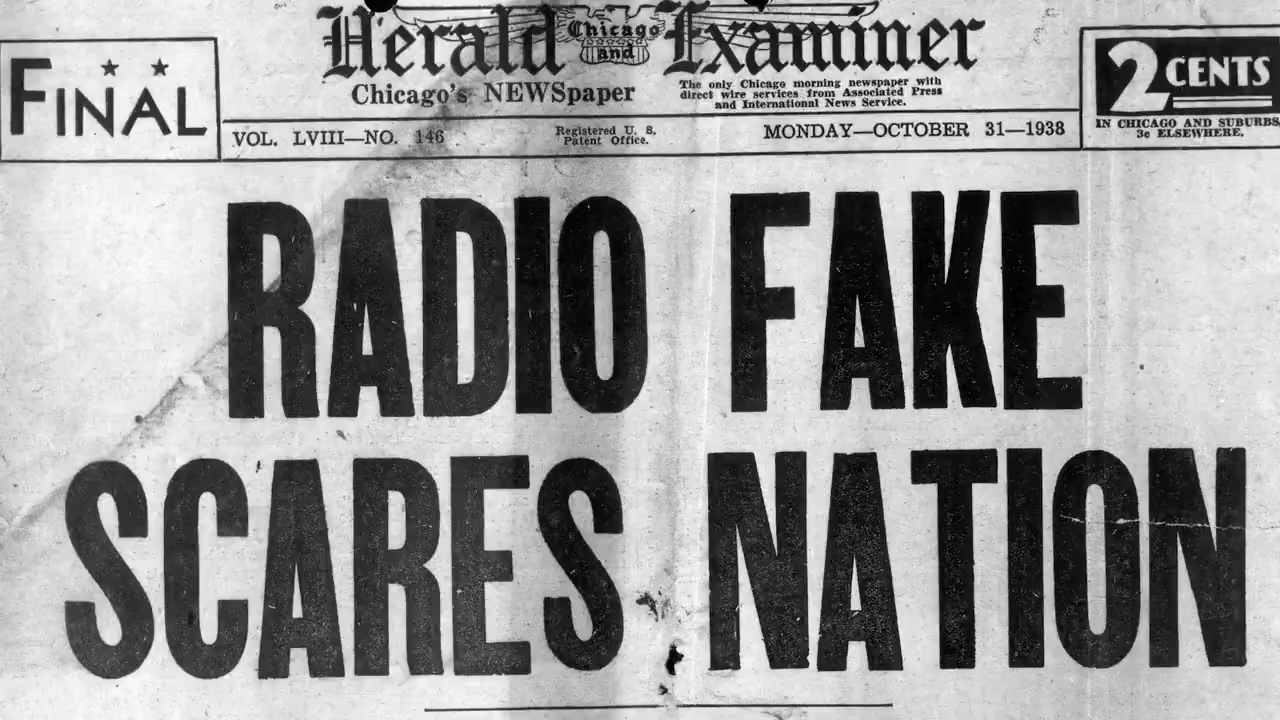 Herald Chicago and Examiner
FINAL
Chicago's NEWSpaper
The only Chicago morning newspaper with
direct wire services from Associated Press
and International News Service.
2 CENTS
IN CHICAGO AND SUBURBS,
3c ELSEWHERE.
VOL. LVIII—NO. 146
Registered U. S.
Patent Office.
MONDAY—OCTOBER 31—1938
RADIO FAKE
SCARES NATION